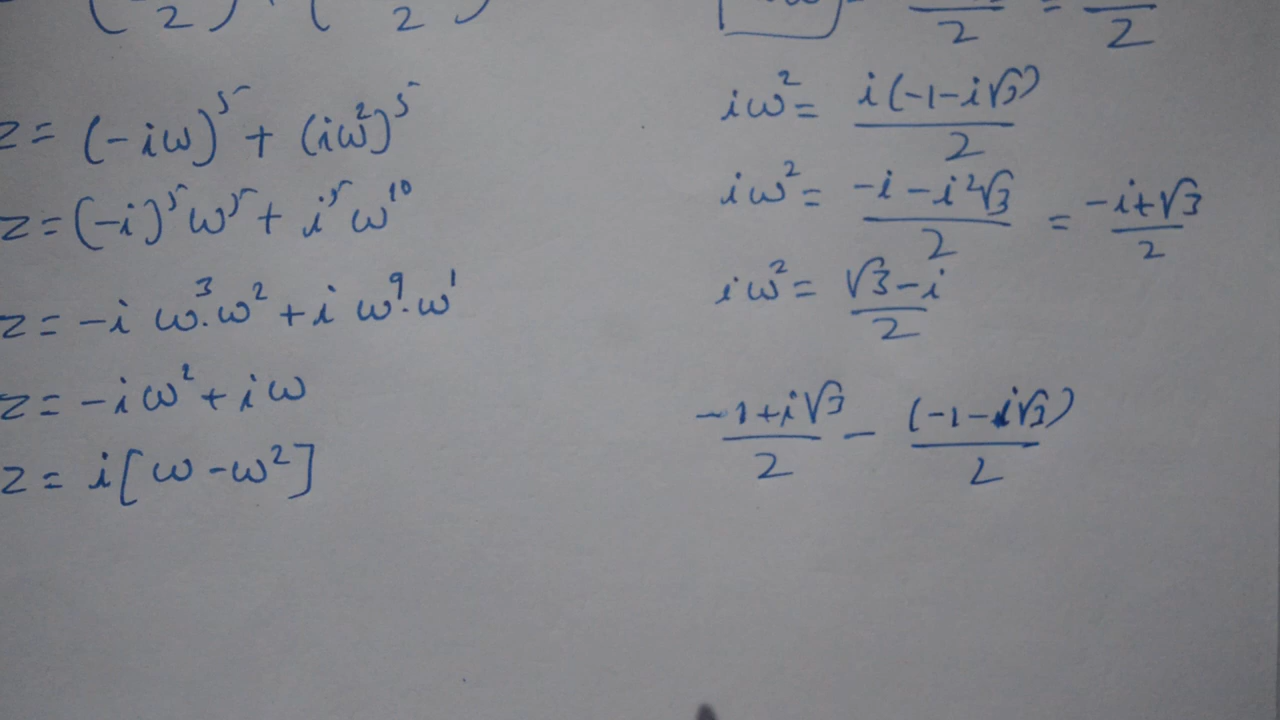 z = (-iω)^5 + (iω^2)^5
z = (-i)^5 ω^5 + i^5 ω^10
z = -i ω^3.ω^2 + i ω^9.ω^1
z = -iω^2 + iω
z = i[ω - ω^2]
iω^2 = i(-1-i√3)/2
iω^2 = (-i - i^2√3)/2 = (-i+√3)/2
iω^2 = (√3-i)/2
(-1+i√3)/2 - (-1-i√3)/2